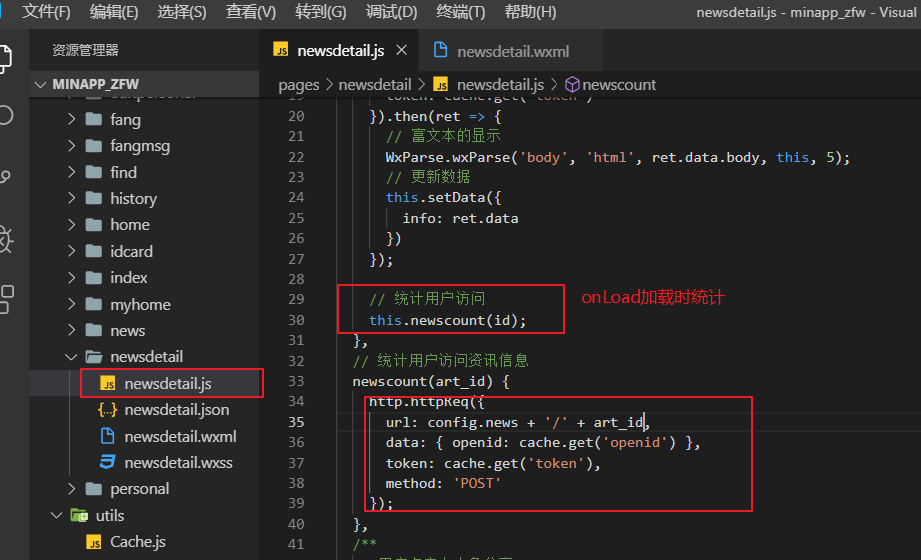 文件(F) 编辑(E) 选择(S) 查看(V) 转到(G) 调试(D) 终端(T) 帮助(H) newsdetail.js - minapp_zfw - Visual
资源管理器
MINAPP_ZFW
fang
fangmsg
find
history
home
idcard
index
myhome
news
newsdetail
newsdetail.js
newsdetail.json
newsdetail.wxml
newsdetail.wxss
personal
utils
Cache.js
newsdetail.js newsdetail.wxml
pages > newsdetail > newsdetail.js > newscount
19 token: cache.get('token')
20 }).then(ret => {
21 // 富文本的显示
22 WxParse.wxParse('body', 'html', ret.data.body, this, 5);
23 // 更新数据
24 this.setData({
25 info: ret.data
26 })
27 });
28
29 // 统计用户访问
onLoad加载时统计
30 this.newscount(id);
31 },
32 // 统计用户访问资讯信息
33 newscount(art_id) {
34 http.httpReq({
35 url: config.news + '/' + art_id,
36 data: { openid: cache.get('openid') },
37 token: cache.get('token'),
38 method: 'POST'
39 });
40 },
41 /**